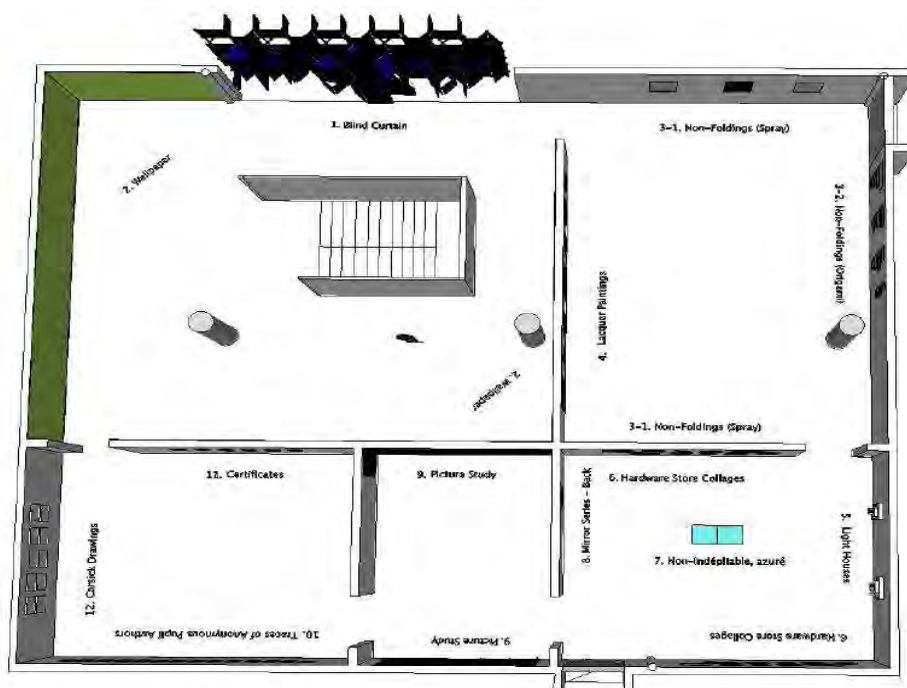 1. Blind Curtain
3-1. Non-Foldings (Spray)
2. Wallpaper
3-2. Non-Foldings (Origami)
4. Lacquer Paintings
2. Wallpaper
3-1. Non-Foldings (Spray)
11. Certificates
9. Picture Study
8. Mirror Series - Back
6. Hardware Store Collages
5. Light Houses
7. Non-Indépliable, azuré
12. Carsick Drawings
10. Traces of Anonymous Pupil Authors
9. Picture Study
6. Hardware Store Collages